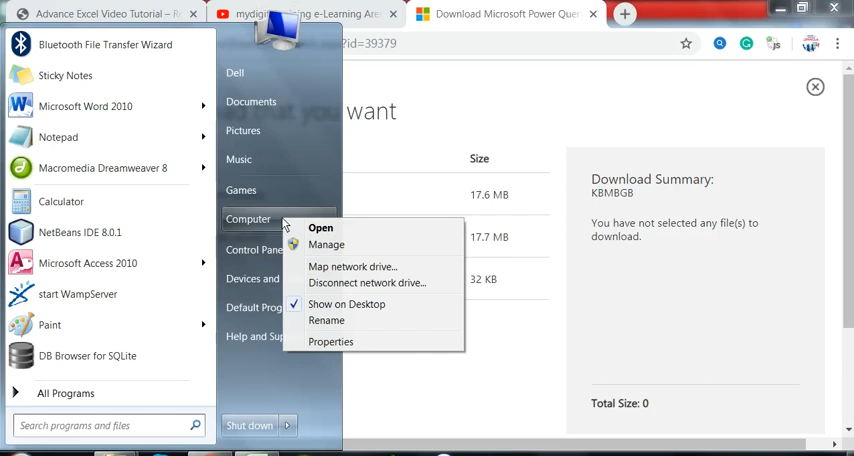 Advance Excel Video Tutorial – Ro
mydigit
ining e-Learning Are
Download Microsoft Power Quer
?id=39379
Bluetooth File Transfer Wizard
Sticky Notes
Microsoft Word 2010
Notepad
Macromedia Dreamweaver 8
Calculator
NetBeans IDE 8.0.1
Microsoft Access 2010
start WampServer
Paint
DB Browser for SQLite
All Programs
Search programs and files
Dell
Documents
Pictures
Music
Games
Computer
Control Pane
Devices and
Default Prog
Help and Sup
Shut down
Open
Manage
Map network drive...
Disconnect network drive...
Show on Desktop
Rename
Properties
d that you want
Size
17.6 MB
17.7 MB
32 KB
Download Summary:
KBMBGB
You have not selected any file(s) to
download.
Total Size: 0